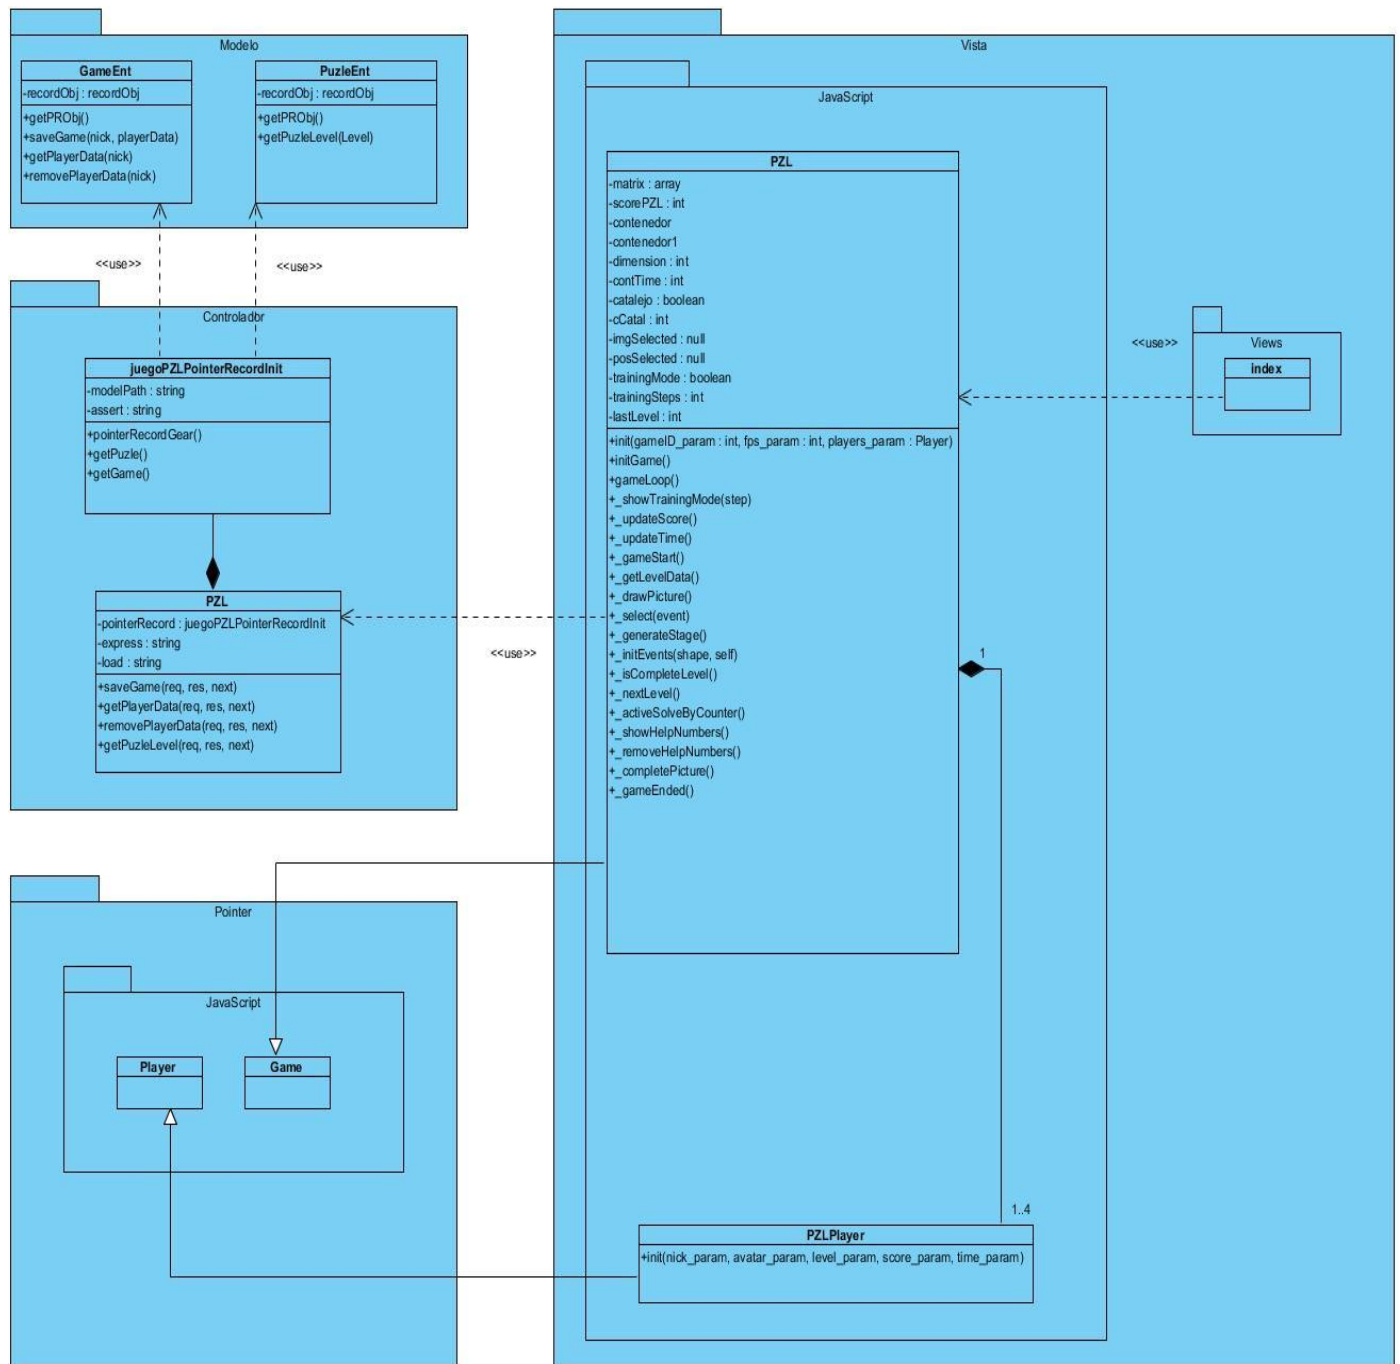 Modelo
GameEnt
-recordObj : recordObj
+getPRObj()
+saveGame(nick, playerData)
+getPlayerData(nick)
+removePlayerData(nick)
PuzleEnt
-recordObj : recordObj
+getPRObj()
+getPuzleLevel(Level)
<<use>>
<<use>>
Controlador
juegoPZLPointerRecordInit
-modelPath : string
-assert : string
+pointerRecordGear()
+getPuzle()
+getGame()
PZL
-pointerRecord : juegoPZLPointerRecordInit
-express : string
-load : string
+saveGame(req, res, next)
+getPlayerData(req, res, next)
+removePlayerData(req, res, next)
+getPuzleLevel(req, res, next)
<<use>>
Pointer
JavaScript
Player
Game
Vista
JavaScript
PZL
-matrix : array
-scorePZL : int
-contenedor
-contenedor1
-dimension : int
-contTime : int
-catalejo : boolean
-cCatal : int
-imgSelected : null
-posSelected : null
-trainingMode : boolean
-trainingSteps : int
-lastLevel : int
+init(gameID_param : int, fps_param : int, players_param : Player)
+initGame()
+gameLoop()
+_showTrainingMode(step)
+_updateScore()
+_updateTime()
+_gameStart()
+_getLevelData()
+_drawPicture()
+_select(event)
+_generateStage()
+_initEvents(shape, self)
+_isCompleteLevel()
+_nextLevel()
+_activeSolveByCounter()
+_showHelpNumbers()
+_removeHelpNumbers()
+_completePicture()
+_gameEnded()
1
1..4
PZLPlayer
+init(nick_param, avatar_param, level_param, score_param, time_param)
<<use>>
Views
index